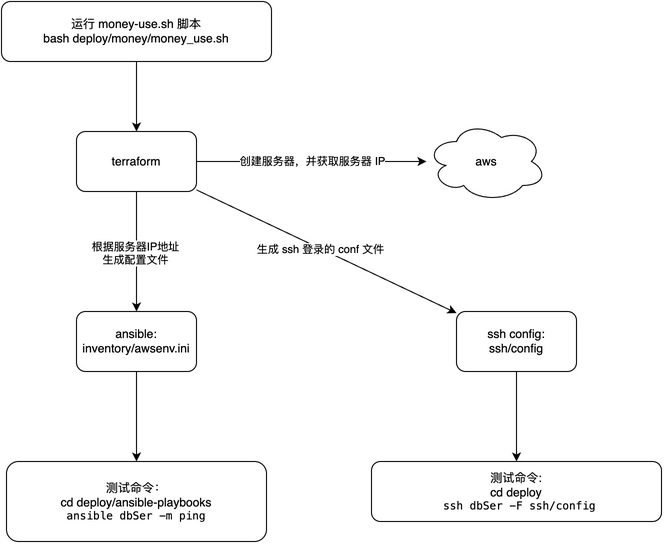 运行 money-use.sh 脚本
bash deploy/money/money_use.sh
terraform
创建服务器，并获取服务器 IP
aws
根据服务器IP地址
生成配置文件
生成 ssh 登录的 conf 文件
ansible:
inventory/awsenv.ini
ssh config:
ssh/config
测试命令：
cd deploy/ansible-playbooks
ansible dbSer -m ping
测试命令:
cd deploy
ssh dbSer -F ssh/config